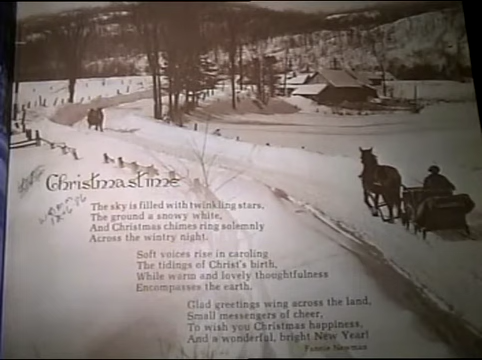 Christmastime
The sky is filled with twinkling stars,
The ground a snowy white,
And Christmas chimes ring solemnly
Across the wintry night.
Soft voices rise in caroling
The tidings of Christ's birth,
While warm and lovely thoughtfulness
Encompasses the earth.
Glad greetings wing across the land,
Small messengers of cheer,
To wish you Christmas happiness,
And a wonderful, bright New Year!